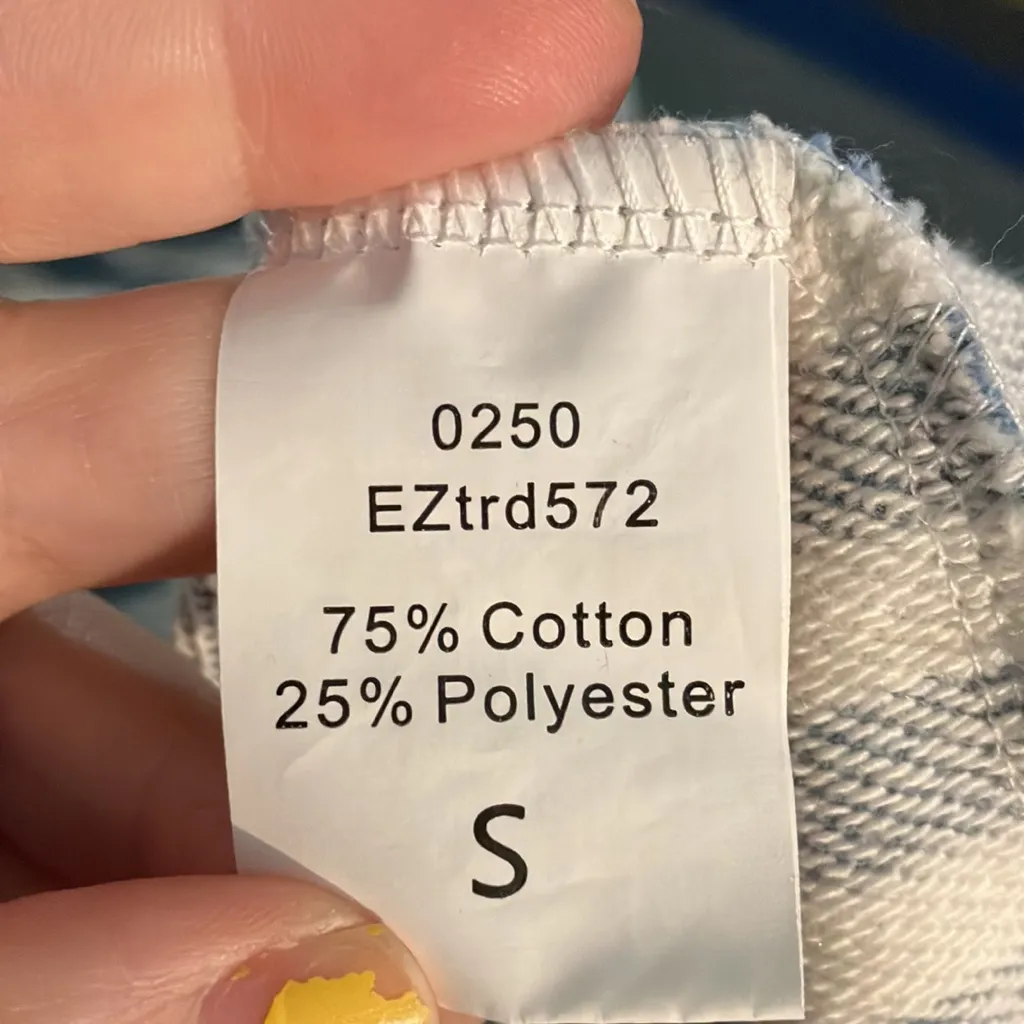 0250
EZtrd572
75% Cotton
25% Polyester
S